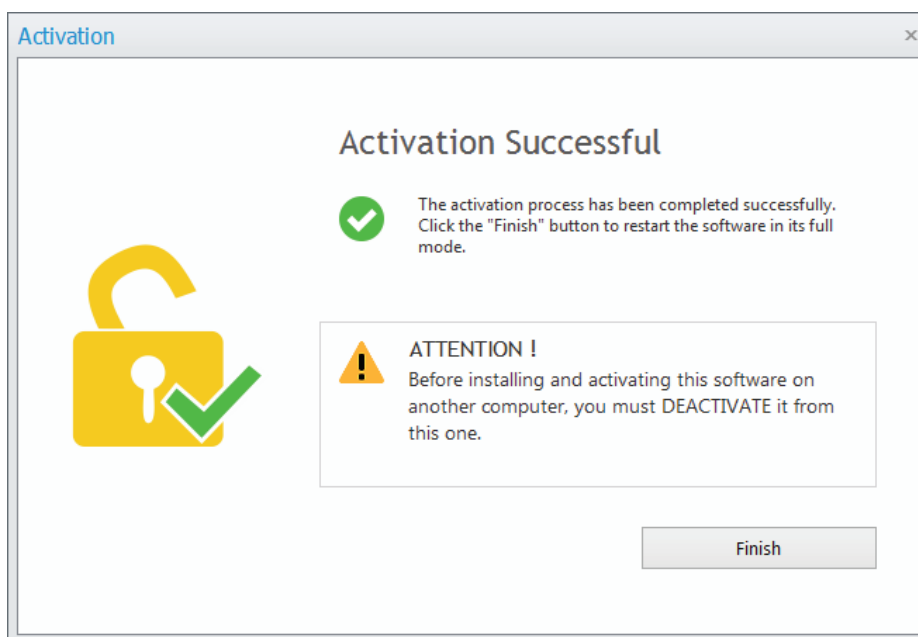 Activation
Activation Successful
The activation process has been completed successfully.
Click the "Finish" button to restart the software in its full
mode.
ATTENTION !
Before installing and activating this software on
another computer, you must DEACTIVATE it from
this one.
Finish